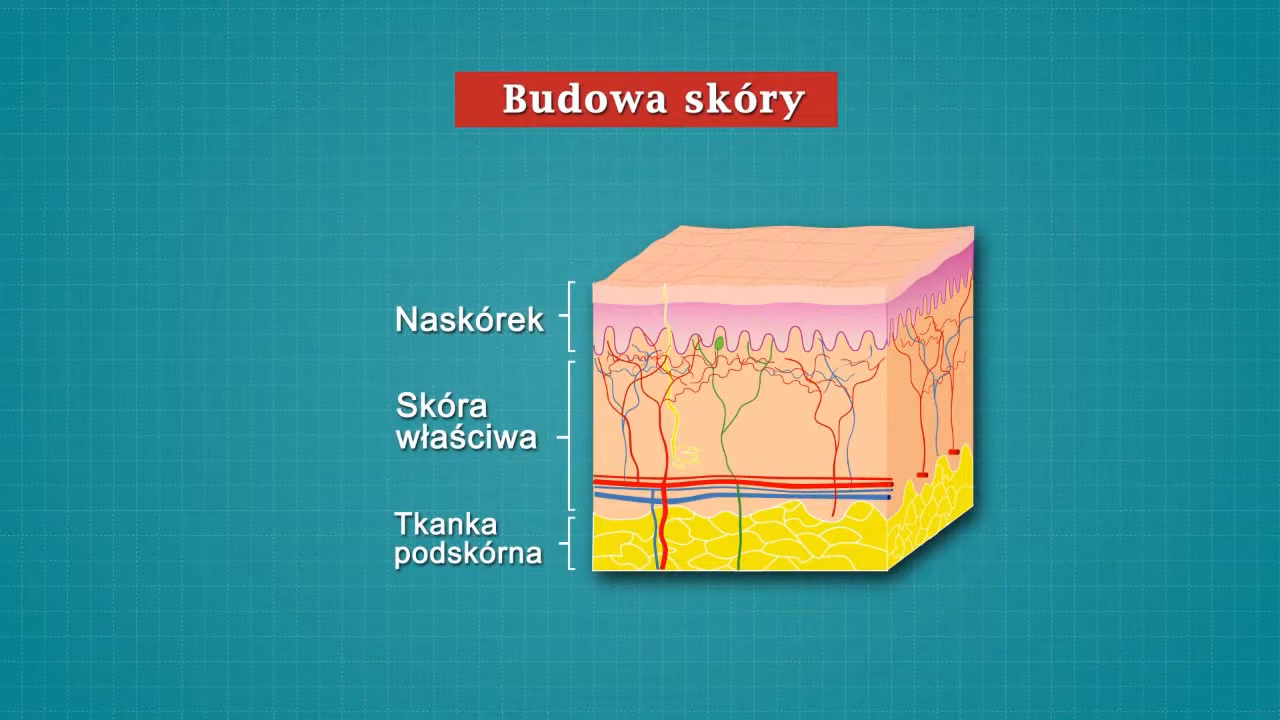 Budowa skóry
Naskórek
Skóra
właściwa
Tkanka
podskórna